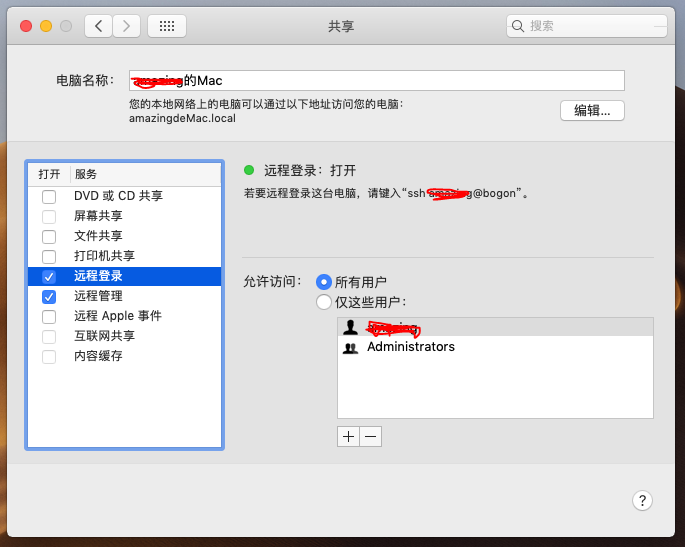 共享
搜索
电脑名称：
的Mac
您的本地网络上的电脑可以通过以下地址访问您的电脑：
amazingdeMac.local
编辑...
打开 服务
DVD 或 CD 共享
屏幕共享
文件共享
打印机共享
远程登录
远程管理
远程 Apple 事件
互联网共享
内容缓存
远程登录：打开
若要远程登录这台电脑，请键入“ssh @bogon”。
允许访问：
所有用户
仅这些用户：
Administrators
+ −
?